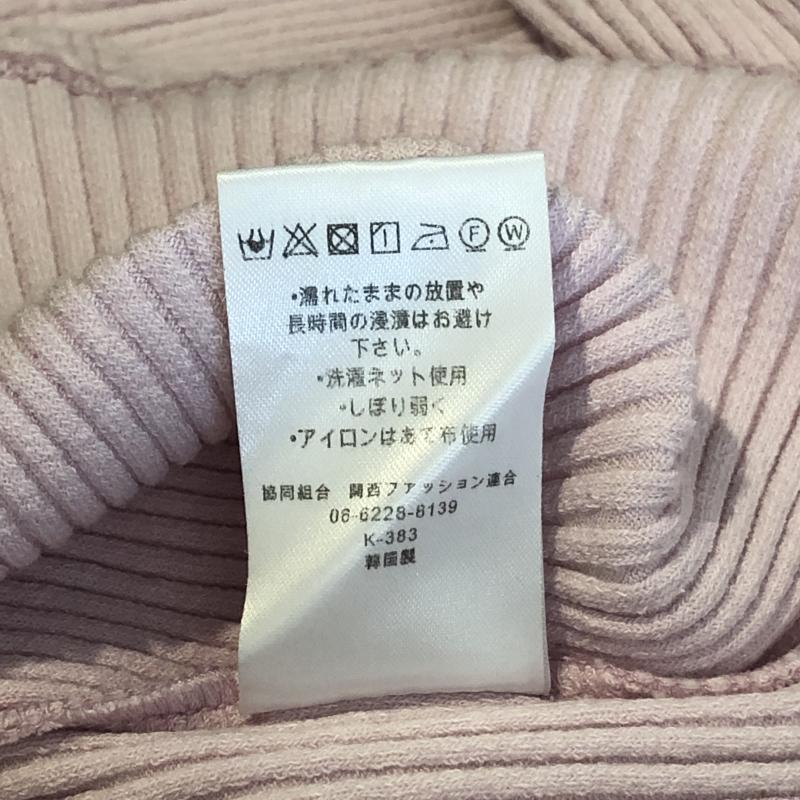 F W
・濡れたままの放置や
長時間の浸漬はお避け
下さい。
・洗濯ネット使用
・しぼり弱く
・アイロンはあて布使用
協同組合 関西ファッション連合
06-6228-8139
K-383
韓国製